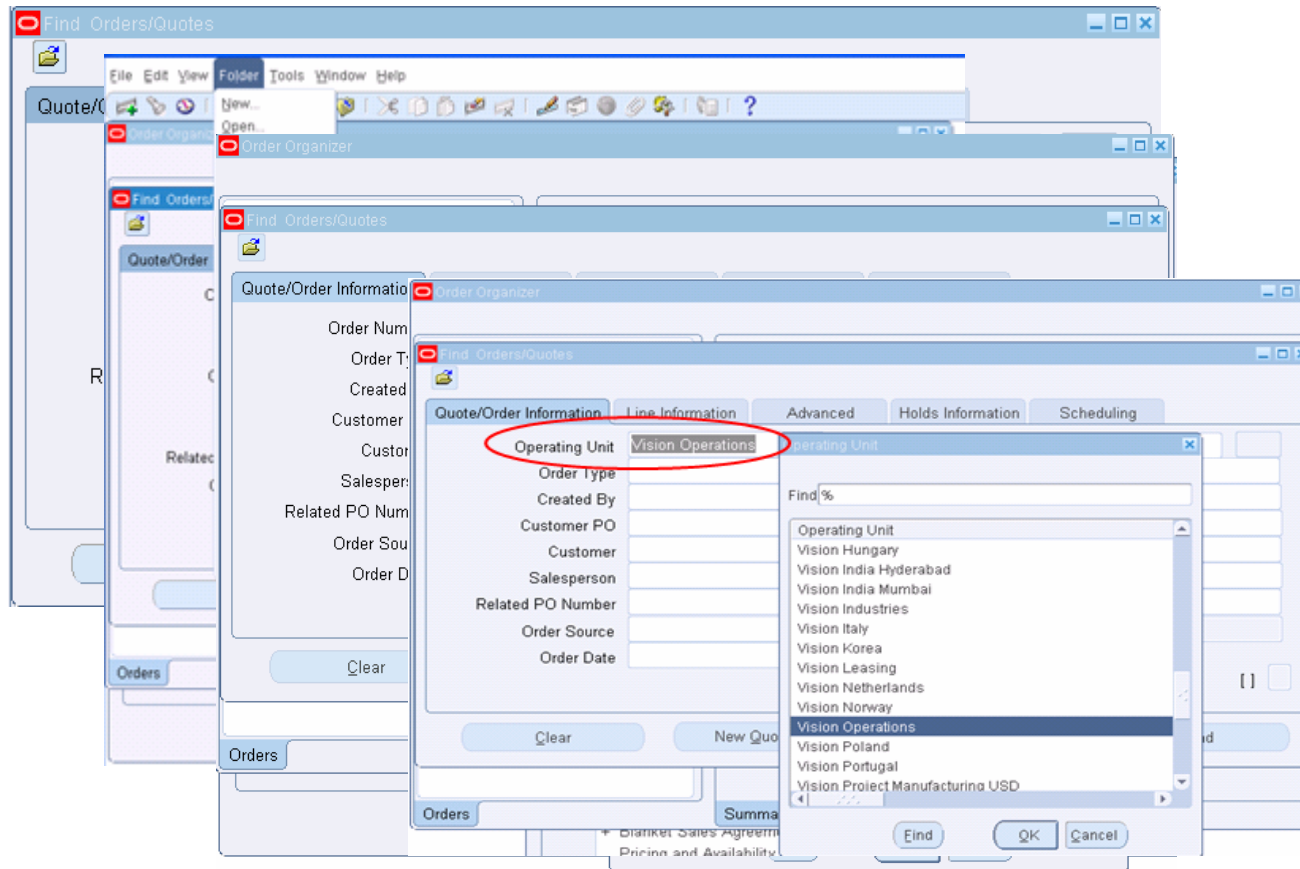 Find Orders/Quotes
File Edit View Folder Tools Window Help
New...
Open...
Quote/O
Order Organiz
Order Organizer
Find Orders/
Find Orders/Quotes
Quote/Order
Quote/Order Informatio
Order Num
Order Ty
Created
Customer
Custor
Salespers
Related PO Num
Order Sou
Order D
R
Relatec
Clear
Orders
Orders
Order Organizer
Find Orders/Quotes
Quote/Order Information Line Information Advanced Holds Information Scheduling
Operating Unit Vision Operations
Order Type
Created By
Customer PO
Customer
Salesperson
Related PO Number
Order Source
Order Date
[ ]
Clear New Quo
Orders Summa
Operating Unit
Find %
Operating Unit
Vision Hungary
Vision India Hyderabad
Vision India Mumbai
Vision Industries
Vision Italy
Vision Korea
Vision Leasing
Vision Netherlands
Vision Norway
Vision Operations
Vision Poland
Vision Portugal
Vision Project Manufacturing USD
Find OK Cancel
+ Blanket Sales Agreem
Pricing and Availability